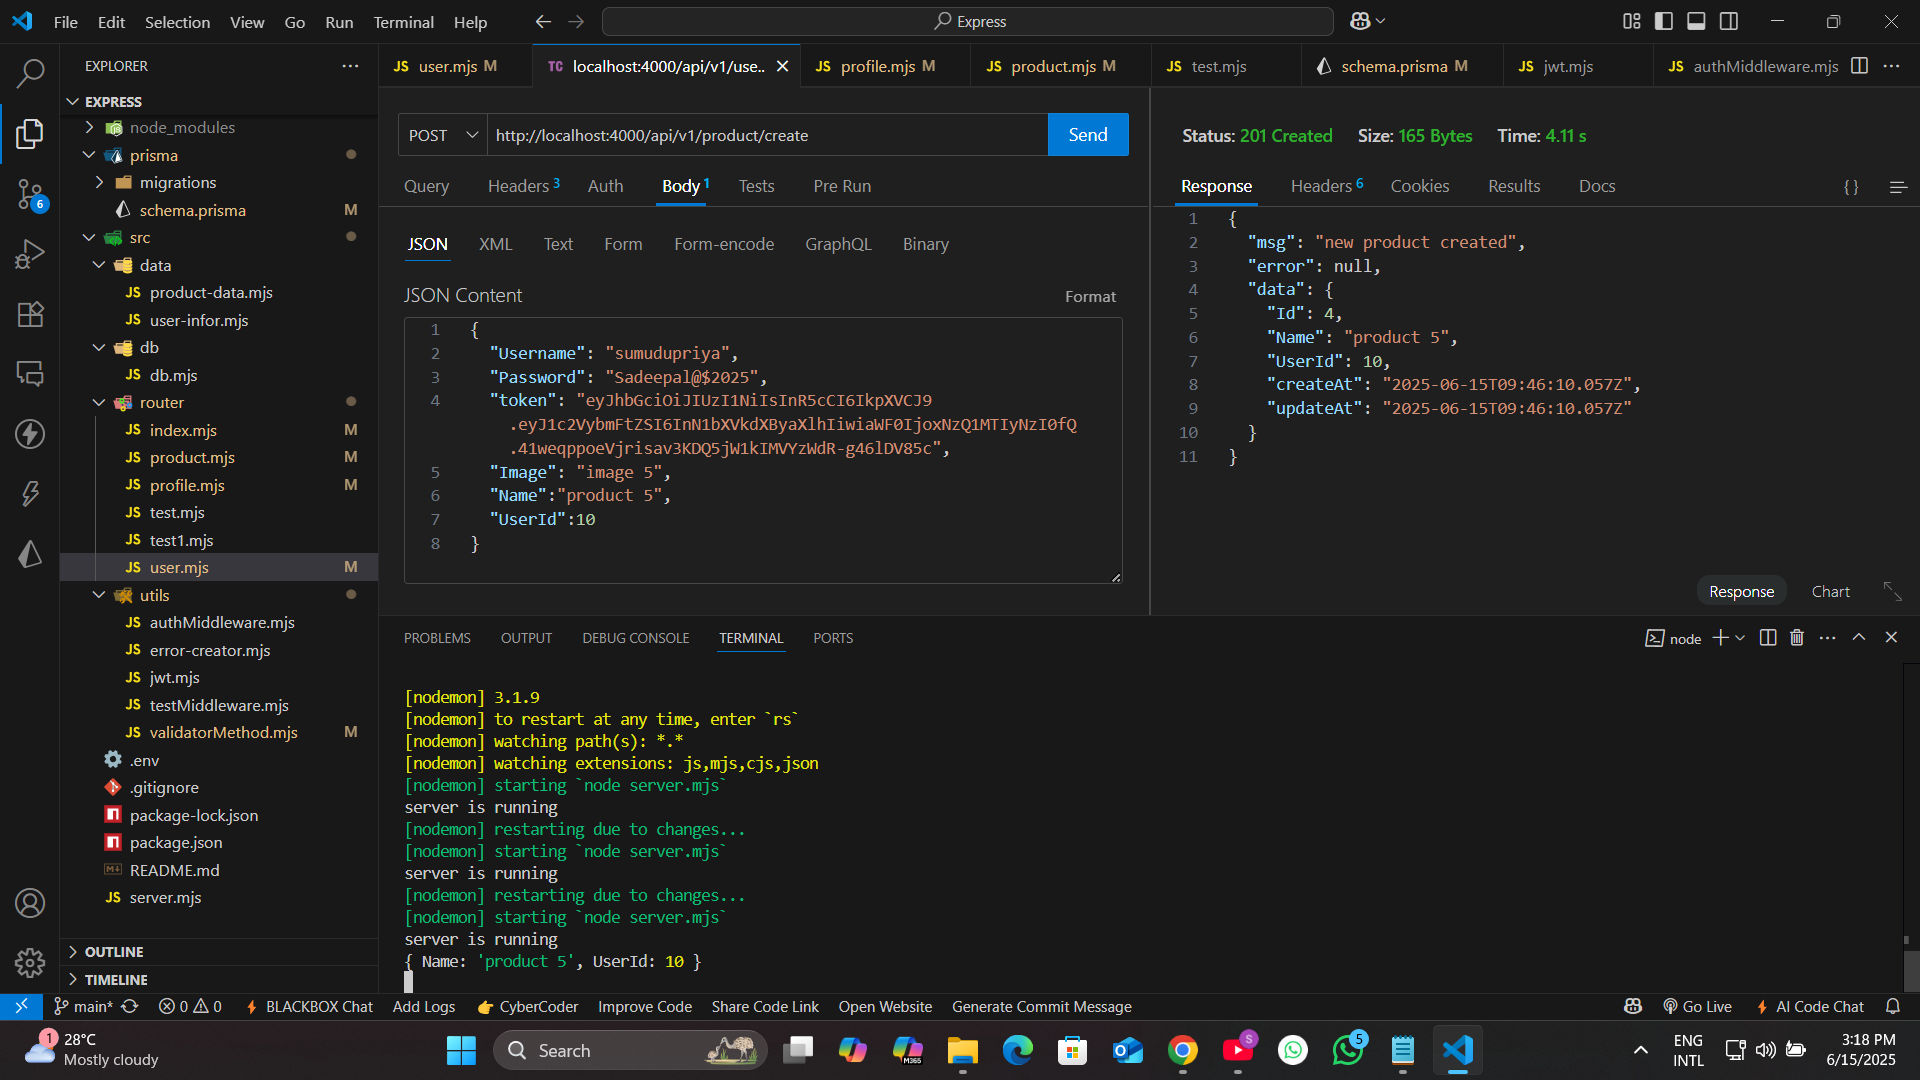 File Edit Selection View Go Run Terminal Help
Express
EXPLORER
JS user.mjs M
TC localhost:4000/api/v1/use..
JS profile.mjs M
JS product.mjs M
JS test.mjs
schema.prisma M
JS jwt.mjs
JS authMiddleware.mjs
EXPRESS
node_modules
prisma
migrations
schema.prisma M
src
data
JS product-data.mjs
JS user-infor.mjs
db
JS db.mjs
router
JS index.mjs M
JS product.mjs M
JS profile.mjs M
JS test.mjs
JS test1.mjs
JS user.mjs M
utils
JS authMiddleware.mjs
JS error-creator.mjs
JS jwt.mjs
JS testMiddleware.mjs
JS validatorMethod.mjs M
.env
.gitignore
package-lock.json
package.json
README.md
JS server.mjs
OUTLINE
TIMELINE
6
POST http://localhost:4000/api/v1/product/create Send
Query Headers 3 Auth Body 1 Tests Pre Run
JSON XML Text Form Form-encode GraphQL Binary
JSON Content Format
1 {
2 "Username": "sumudupriya",
3 "Password": "Sadeepal@$2025",
4 "token": "eyJhbGciOiJIUzI1NiIsInR5cCI6IkpXVCJ9
.eyJ1c2VybmFtZSI6InN1bXVkdXByaXlhIiwiaWF0IjoxNzQ1MTIyNzI0fQ
.41weqppoeVjrisav3KDQ5jW1kIMVYzWdR-g46lDV85c",
5 "Image": "image 5",
6 "Name":"product 5",
7 "UserId":10
8 }
Status: 201 Created Size: 165 Bytes Time: 4.11 s
Response Headers 6 Cookies Results Docs { }
1 {
2 "msg": "new product created",
3 "error": null,
4 "data": {
5 "Id": 4,
6 "Name": "product 5",
7 "UserId": 10,
8 "createAt": "2025-06-15T09:46:10.057Z",
9 "updateAt": "2025-06-15T09:46:10.057Z"
10 }
11 }
Response Chart
PROBLEMS OUTPUT DEBUG CONSOLE TERMINAL PORTS
node
[nodemon] 3.1.9
[nodemon] to restart at any time, enter `rs`
[nodemon] watching path(s): *.*
[nodemon] watching extensions: js,mjs,cjs,json
[nodemon] starting `node server.mjs`
server is running
[nodemon] restarting due to changes...
[nodemon] starting `node server.mjs`
server is running
[nodemon] restarting due to changes...
[nodemon] starting `node server.mjs`
server is running
{ Name: 'product 5', UserId: 10 }
main* 0 0 BLACKBOX Chat Add Logs CyberCoder Improve Code Share Code Link Open Website Generate Commit Message
Go Live AI Code Chat
1
28°C
Mostly cloudy
Search
M365
S
5
ENG
INTL
3:18 PM
6/15/2025